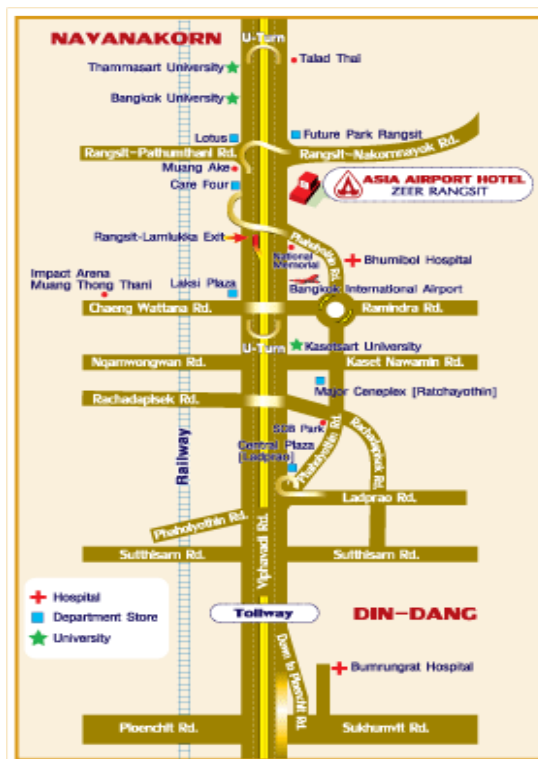 NAVANAKORN
U-Turn
Thammasart University
Talad Thai
Bangkok University
Lotus
Future Park Rangsit
Rangsit-Pathumthani Rd.
Rangsit-Nakornnayok Rd.
Muang Ake
Care Four
ASIA AIRPORT HOTEL
ZEER RANGSIT
Rangsit-Lamlukka Exit
Phaholyothin Rd.
National
Memorial
Bhumibol Hospital
Impact Arena
Muang Thong Thani
Laksi Plaza
Bangkok International Airport
Chaeng Wattana Rd.
Ramindra Rd.
U-Turn
Kasetsart University
Ngamwongwan Rd.
Kaset Nawamin Rd.
Major Ceneplex [Ratchayothin]
Rachadapisek Rd.
SCB Park
Phaholyothin Rd.
Rachadapisek Rd.
Central Plaza
[Ladprao]
Railway
Ladprao Rd.
Phaholyothin Rd.
Viphavadi Rd.
Sutthisarn Rd.
Sutthisarn Rd.
Hospital
Department Store
University
Tollway
DIN-DANG
Down to Ploenchit Rd.
Bumrungrat Hospital
Ploenchit Rd.
Sukhumvit Rd.